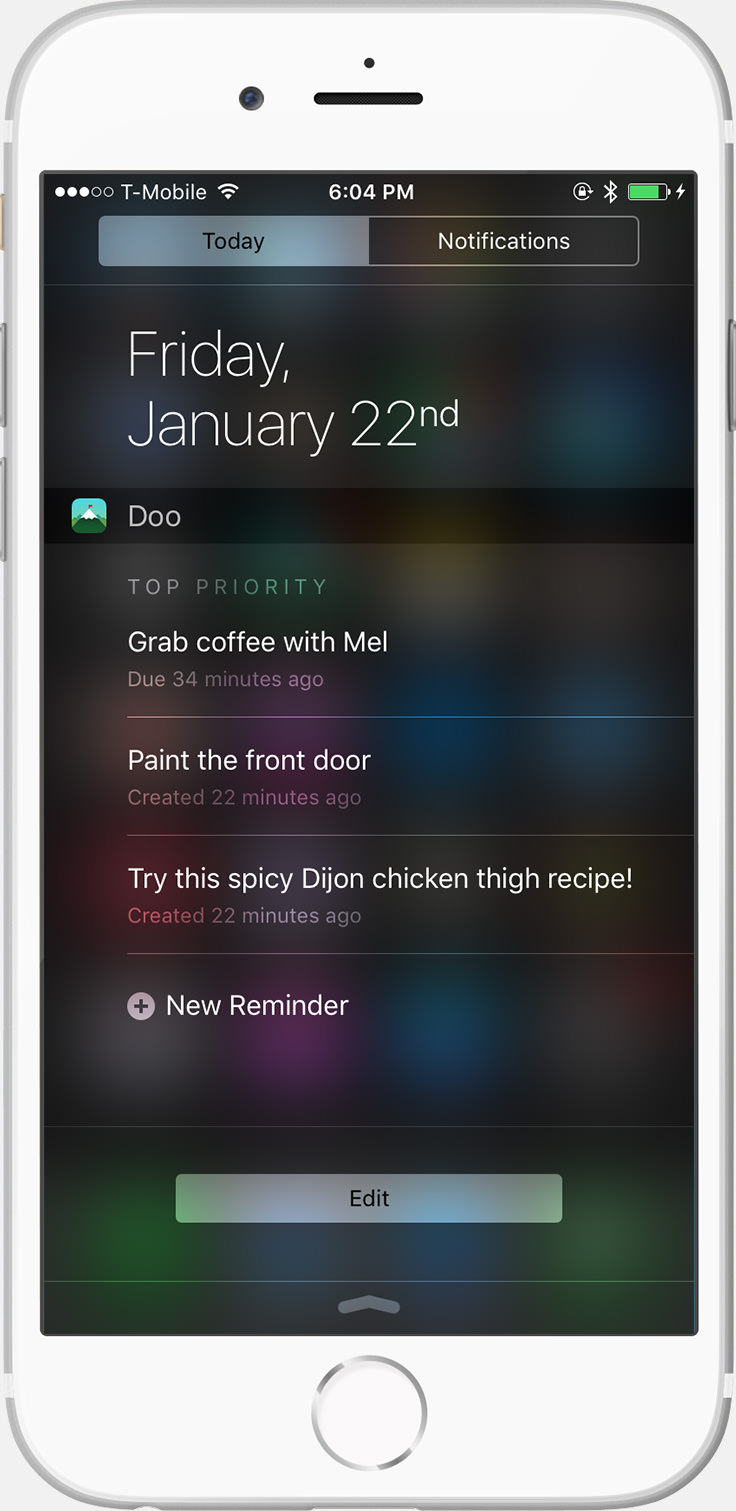 T-Mobile 6:04 PM
Today Notifications
Friday,
January 22nd
Doo
TOP PRIORITY
Grab coffee with Mel
Due 34 minutes ago
Paint the front door
Created 22 minutes ago
Try this spicy Dijon chicken thigh recipe!
Created 22 minutes ago
New Reminder
Edit